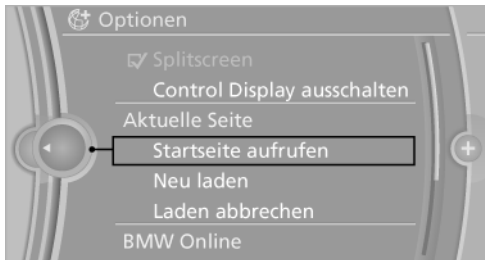 Optionen
Splitscreen
Control Display ausschalten
Aktuelle Seite
Startseite aufrufen
Neu laden
Laden abbrechen
BMW Online